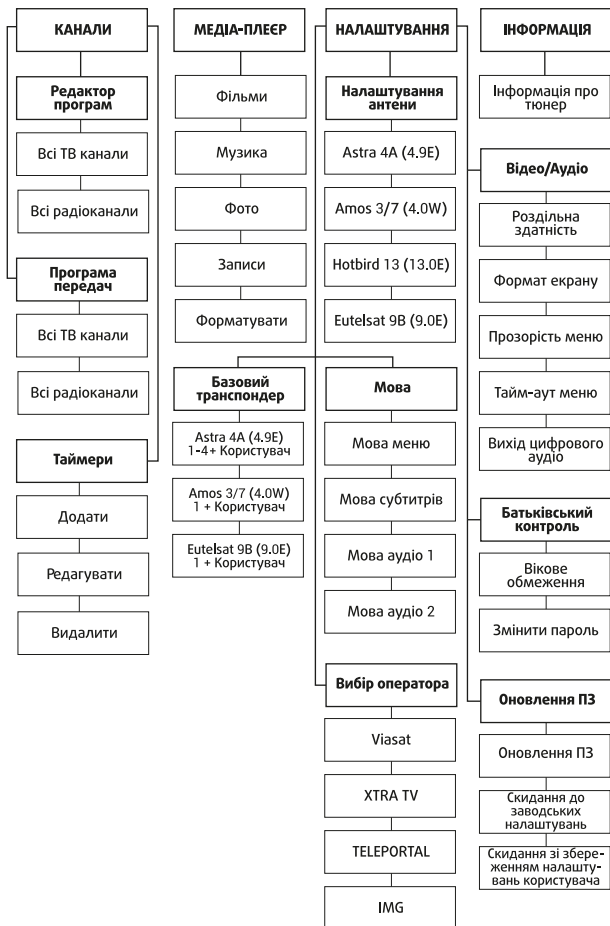 КАНАЛИ
Редактор
програм
Всі ТВ канали
Всі радіоканали
Програма
передач
Всі ТВ канали
Всі радіоканали
Таймери
Додати
Редагувати
Видалити
МЕДІА-ПЛЕЄР
Фільми
Музика
Фото
Записи
Форматувати
НАЛАШТУВАННЯ
Налаштування
антени
Astra 4A (4.9E)
Amos 3/7 (4.0W)
Hotbird 13 (13.0E)
Eutelsat 9B (9.0E)
Базовий
транспондер
Astra 4A (4.9E)
1-4+ Користувач
Amos 3/7 (4.0W)
1 + Користувач
Eutelsat 9B (9.0E)
1 + Користувач
Мова
Мова меню
Мова субтитрів
Мова аудіо 1
Мова аудіо 2
Вибір оператора
Viasat
XTRA TV
TELEPORTAL
IMG
ІНФОРМАЦІЯ
Інформація про
тюнер
Відео/Аудіо
Роздільна
здатність
Формат екрану
Прозорість меню
Тайм-аут меню
Вихід цифрового
аудіо
Батьківський
контроль
Вікове
обмеження
Змінити пароль
Оновлення ПЗ
Оновлення ПЗ
Скидання до
заводських
налаштувань
Скидання зі збере-
женням налашту-
вань користувача